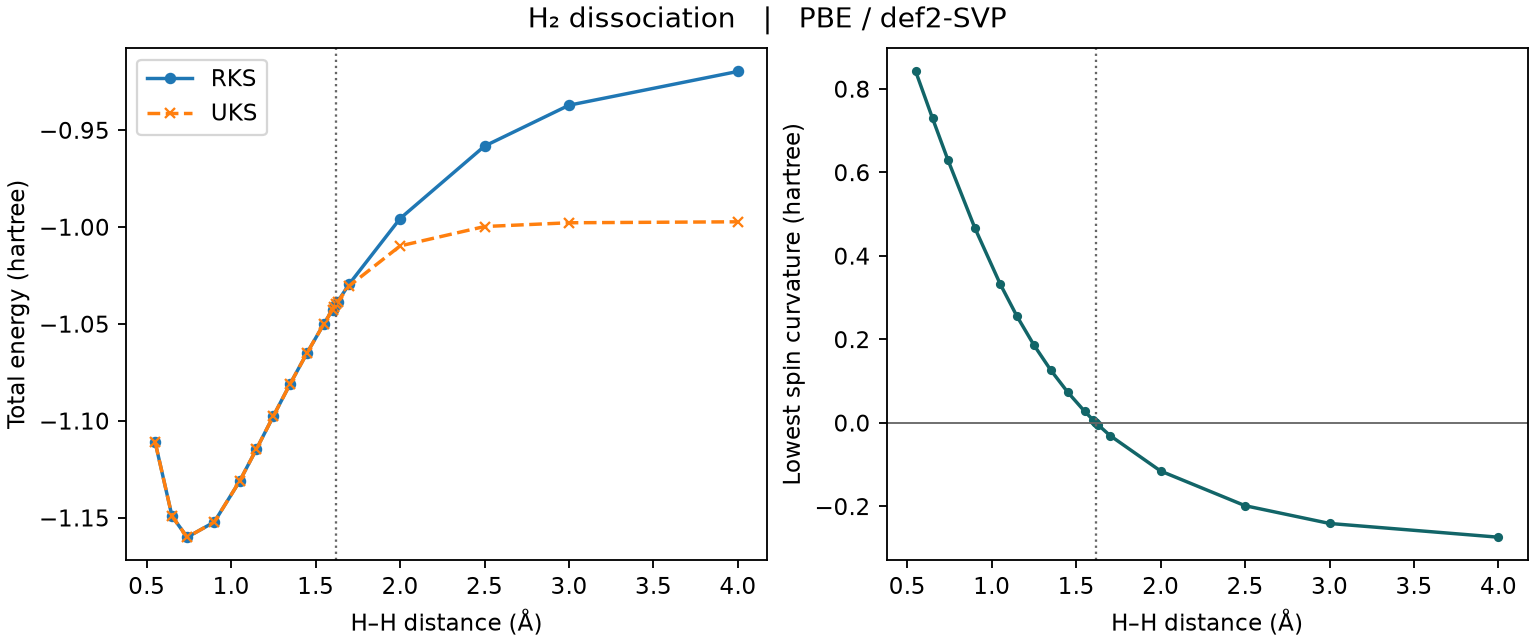 H₂ dissociation | PBE / def2-SVP
Total energy (hartree)
−0.95
−1.00
−1.05
−1.10
−1.15
RKS
UKS
0.5 1.0 1.5 2.0 2.5 3.0 3.5 4.0
H–H distance (Å)
Lowest spin curvature (hartree)
0.8
0.6
0.4
0.2
0.0
−0.2
0.5 1.0 1.5 2.0 2.5 3.0 3.5 4.0
H–H distance (Å)